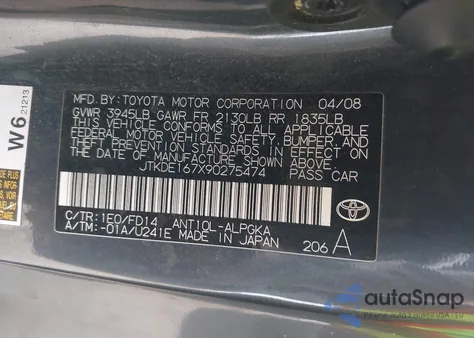 MFD.BY:TOYOTA MOTOR CORPORATION 04/08
GVWR 3945LB GAWR FR 2130LB RR 1835LB
THIS VEHICLE CONFORMS TO ALL APPLICABLE
FEDERAL MOTOR VEHICLE SAFETY, BUMPER, AND
THEFT PREVENTION STANDARDS IN EFFECT ON
THE DATE OF MANUFACTURE SHOWN ABOVE.
JTKDE167X90275474 PASS CAR
C/TR:1E0/FD14 ANT10L-ALPGKA
A/TM:-01A/U241E MADE IN JAPAN
206 A
TOYOTA
W6
21213
autoSnap